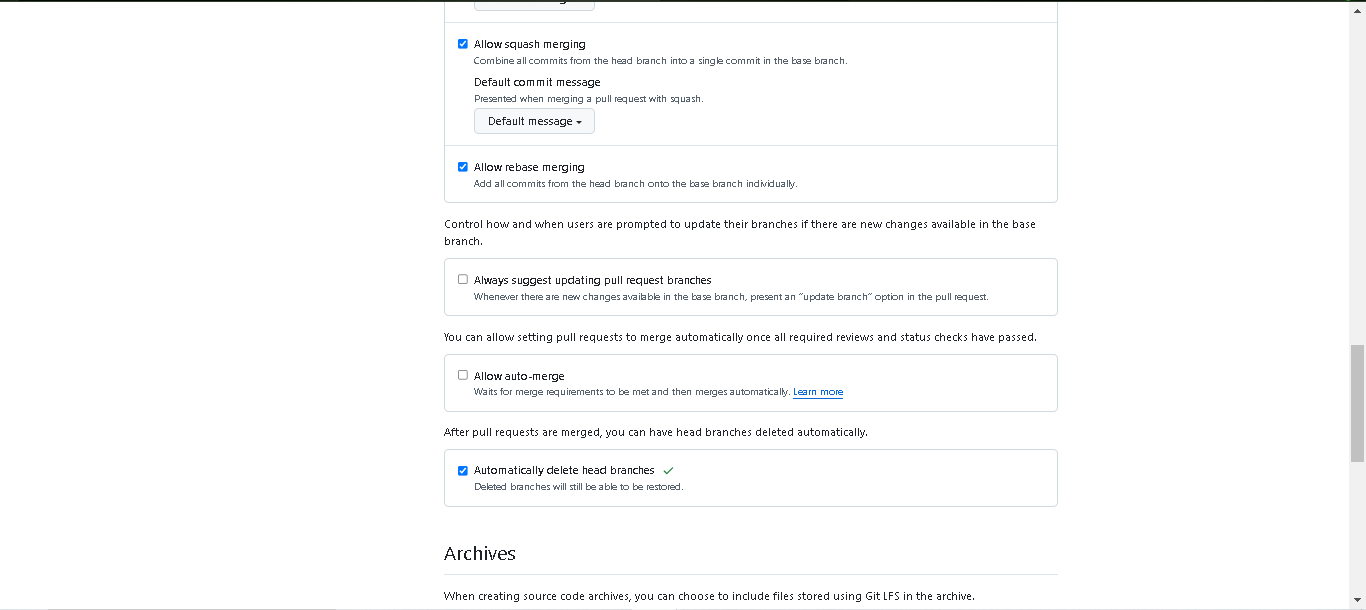 Allow squash merging
Combine all commits from the head branch into a single commit in the base branch.
Default commit message
Presented when merging a pull request with squash.
Default message
Allow rebase merging
Add all commits from the head branch onto the base branch individually.
Control how and when users are prompted to update their branches if there are new changes available in the base
branch.
Always suggest updating pull request branches
Whenever there are new changes available in the base branch, present an “update branch” option in the pull request.
You can allow setting pull requests to merge automatically once all required reviews and status checks have passed.
Allow auto-merge
Waits for merge requirements to be met and then merges automatically. Learn more
After pull requests are merged, you can have head branches deleted automatically.
Automatically delete head branches
Deleted branches will still be able to be restored.
Archives
When creating source code archives, you can choose to include files stored using Git LFS in the archive.